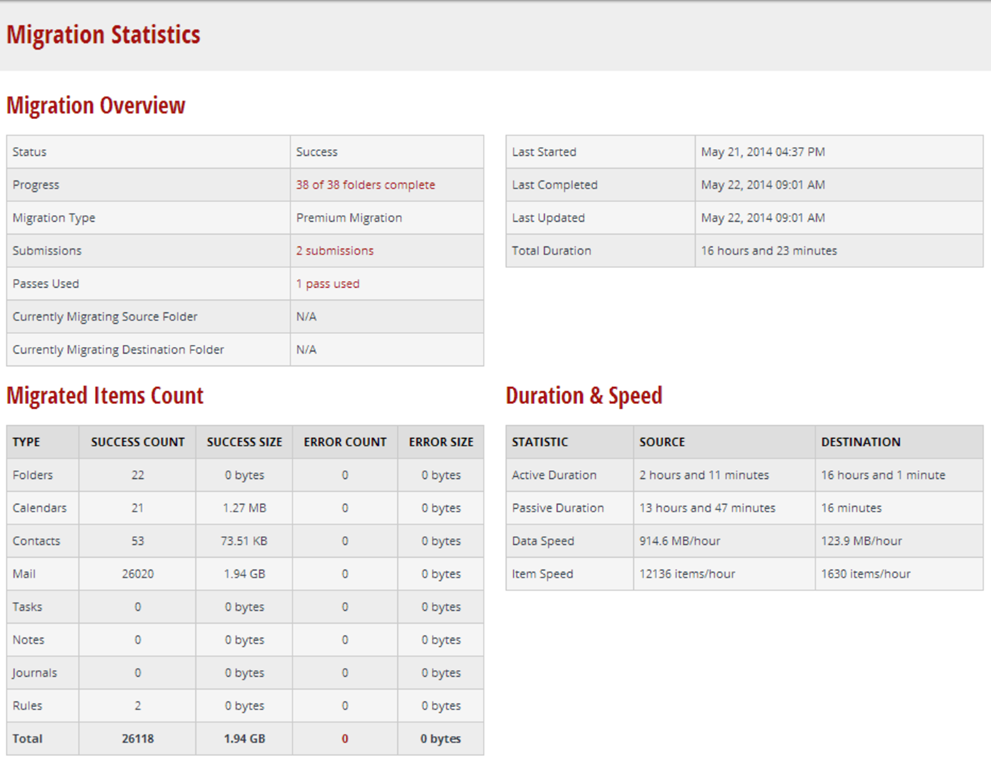 Migration Statistics
Migration Overview
Status Success
Progress 38 of 38 folders complete
Migration Type Premium Migration
Submissions 2 submissions
Passes Used 1 pass used
Currently Migrating Source Folder N/A
Currently Migrating Destination Folder N/A
Last Started May 21, 2014 04:37 PM
Last Completed May 22, 2014 09:01 AM
Last Updated May 22, 2014 09:01 AM
Total Duration 16 hours and 23 minutes
Migrated Items Count
TYPE SUCCESS COUNT SUCCESS SIZE ERROR COUNT ERROR SIZE
Folders 22 0 bytes 0 0 bytes
Calendars 21 1.27 MB 0 0 bytes
Contacts 53 73.51 KB 0 0 bytes
Mail 26020 1.94 GB 0 0 bytes
Tasks 0 0 bytes 0 0 bytes
Notes 0 0 bytes 0 0 bytes
Journals 0 0 bytes 0 0 bytes
Rules 2 0 bytes 0 0 bytes
Total 26118 1.94 GB 0 0 bytes
Duration & Speed
STATISTIC SOURCE DESTINATION
Active Duration 2 hours and 11 minutes 16 hours and 1 minute
Passive Duration 13 hours and 47 minutes 16 minutes
Data Speed 914.6 MB/hour 123.9 MB/hour
Item Speed 12136 items/hour 1630 items/hour